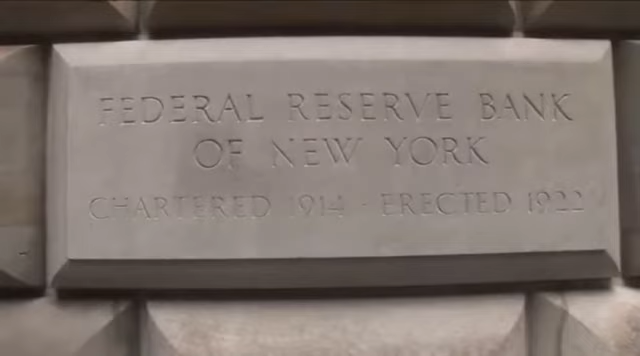 FEDERAL RESERVE BANK
OF NEW YORK
CHARTERED 1914 · ERECTED 1922